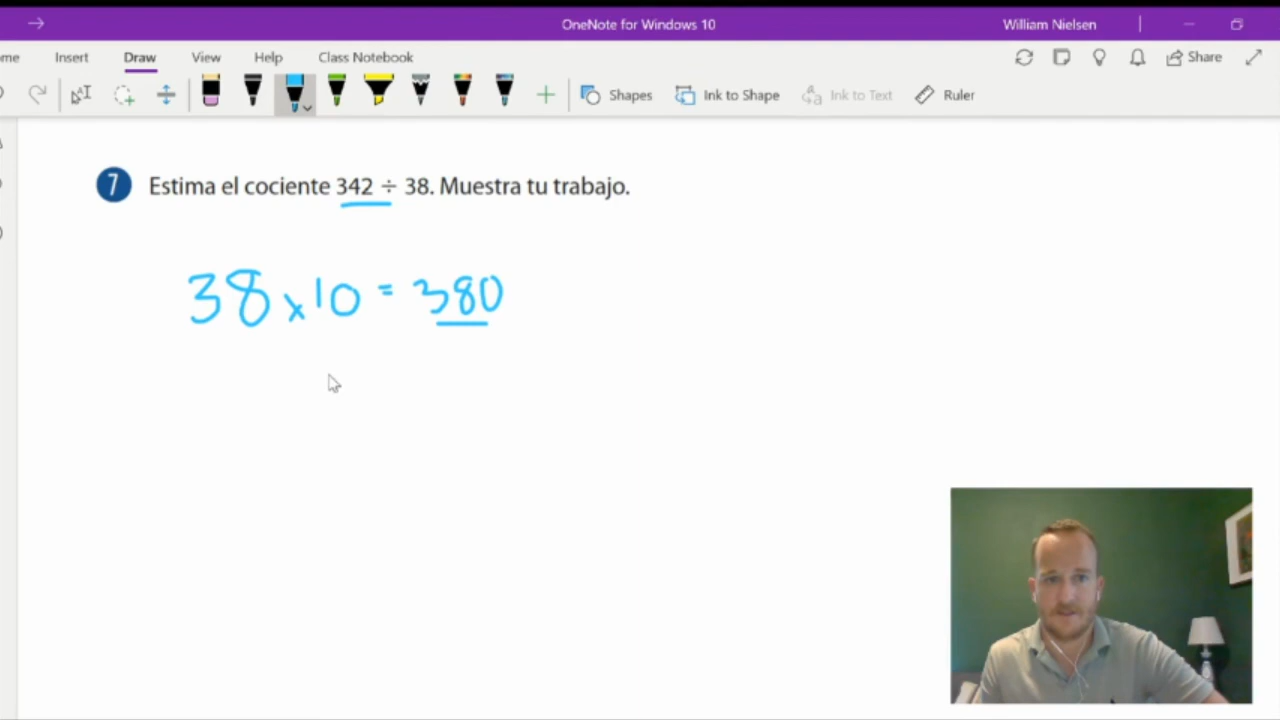 OneNote for Windows 10
William Nielsen
Insert
Draw
View
Help
Class Notebook
Share
Shapes
Ink to Shape
Ink to Text
Ruler
7 Estima el cociente 342 ÷ 38. Muestra tu trabajo.
38 x 10 = 380